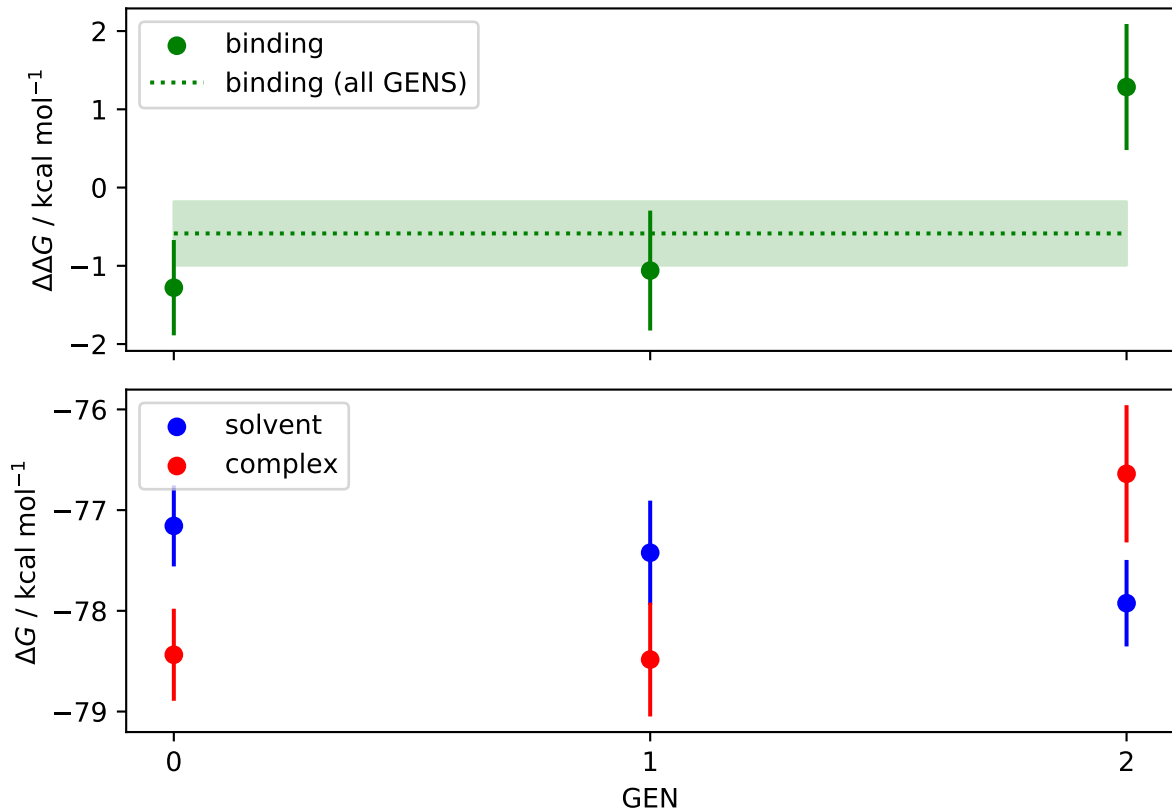 binding
binding (all GENS)
2
1
0
−1
−2
ΔΔG / kcal mol⁻¹
solvent
complex
−76
−77
−78
−79
ΔG / kcal mol⁻¹
0 1 2
GEN